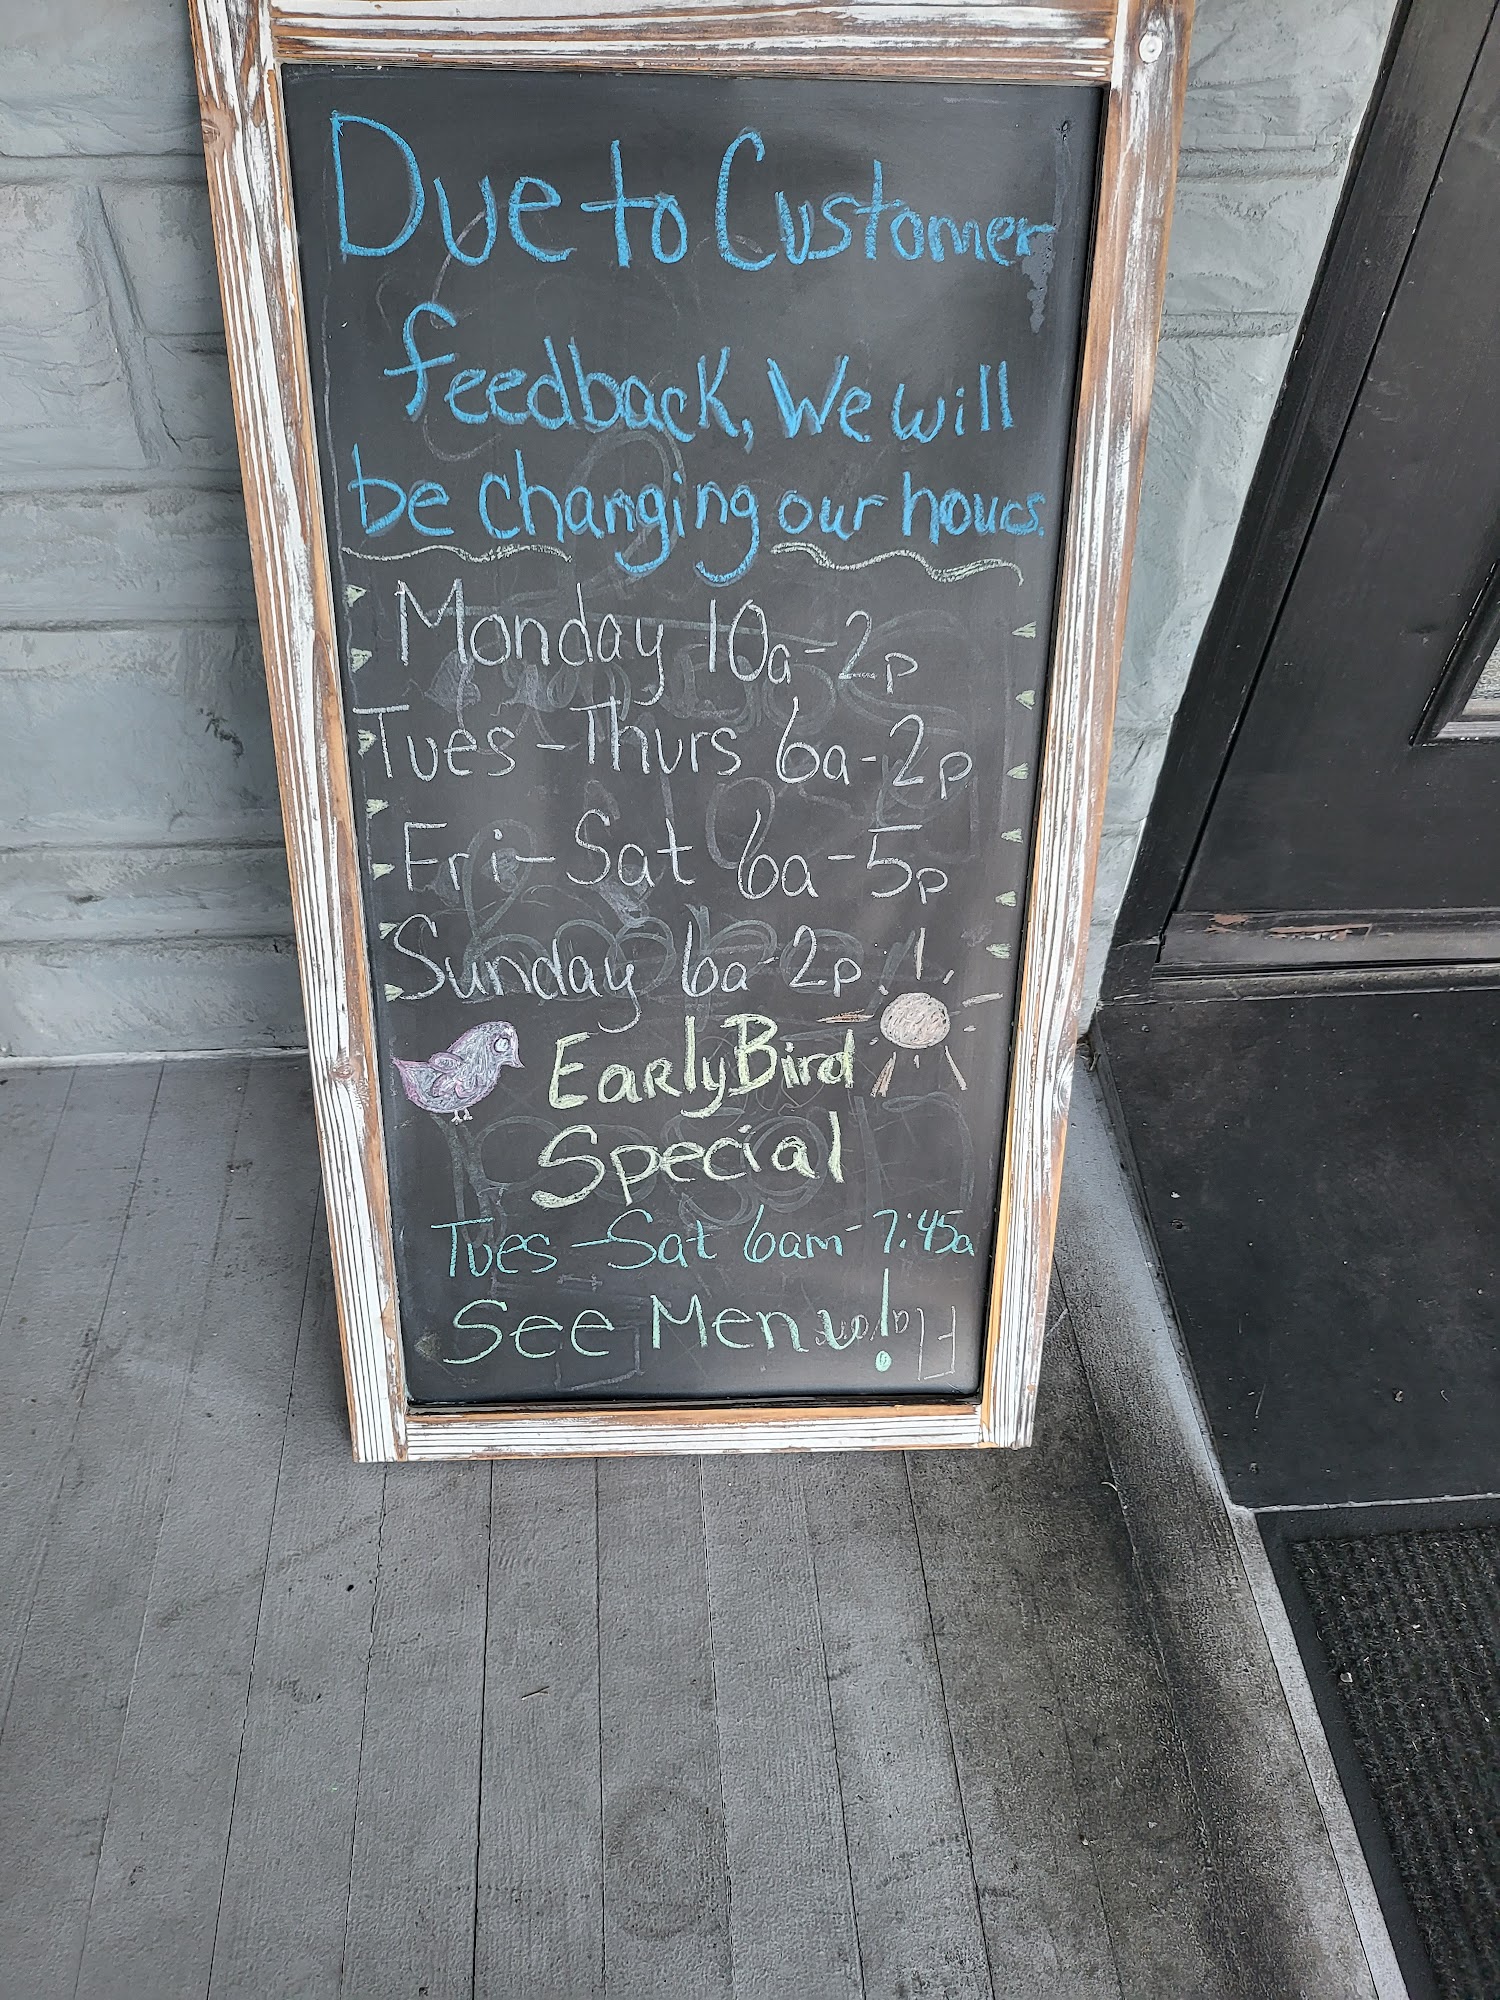 Due to Customer
feedback, We will
be changing our hours.
Monday 10a-2p
Tues-Thurs 6a-2p
Fri-Sat 6a-5p
Sunday 6a-2p
Early Bird
Special
Tues-Sat 6am-7:45a
See Menu!